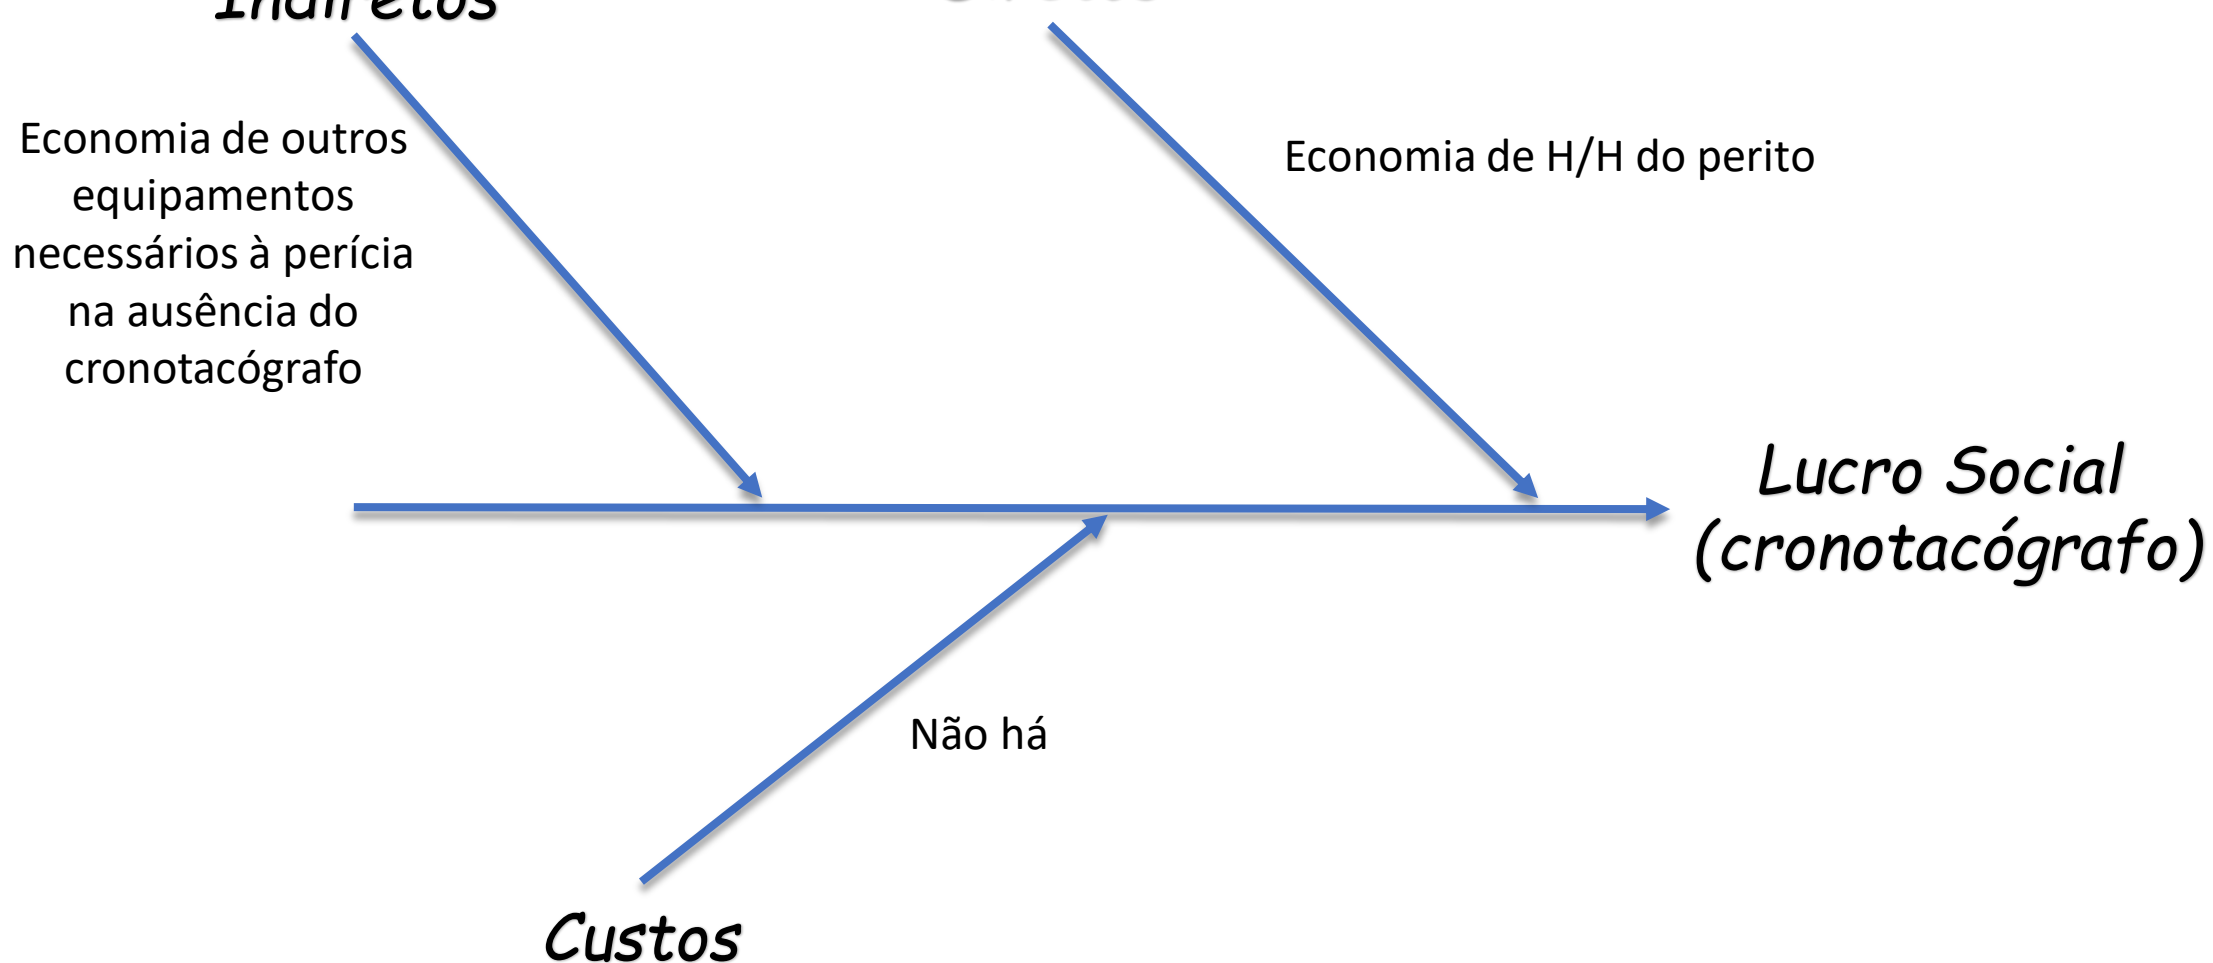 Indiretos
Economia de outros
equipamentos
necessários à perícia
na ausência do
cronotacógrafo
Economia de H/H do perito
Lucro Social
(cronotacógrafo)
Não há
Custos